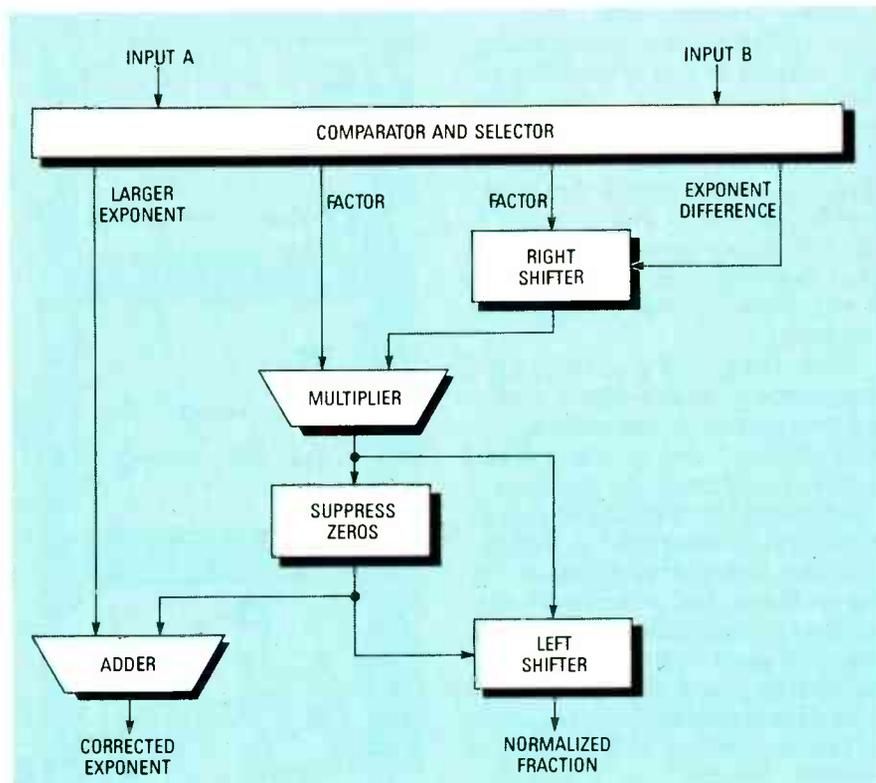 INPUT A
INPUT B
COMPARATOR AND SELECTOR
LARGER
EXPONENT
FACTOR
FACTOR
EXPONENT
DIFFERENCE
RIGHT
SHIFTER
MULTIPLIER
SUPPRESS
ZEROS
ADDER
LEFT
SHIFTER
CORRECTED
EXPONENT
NORMALIZED
FRACTION